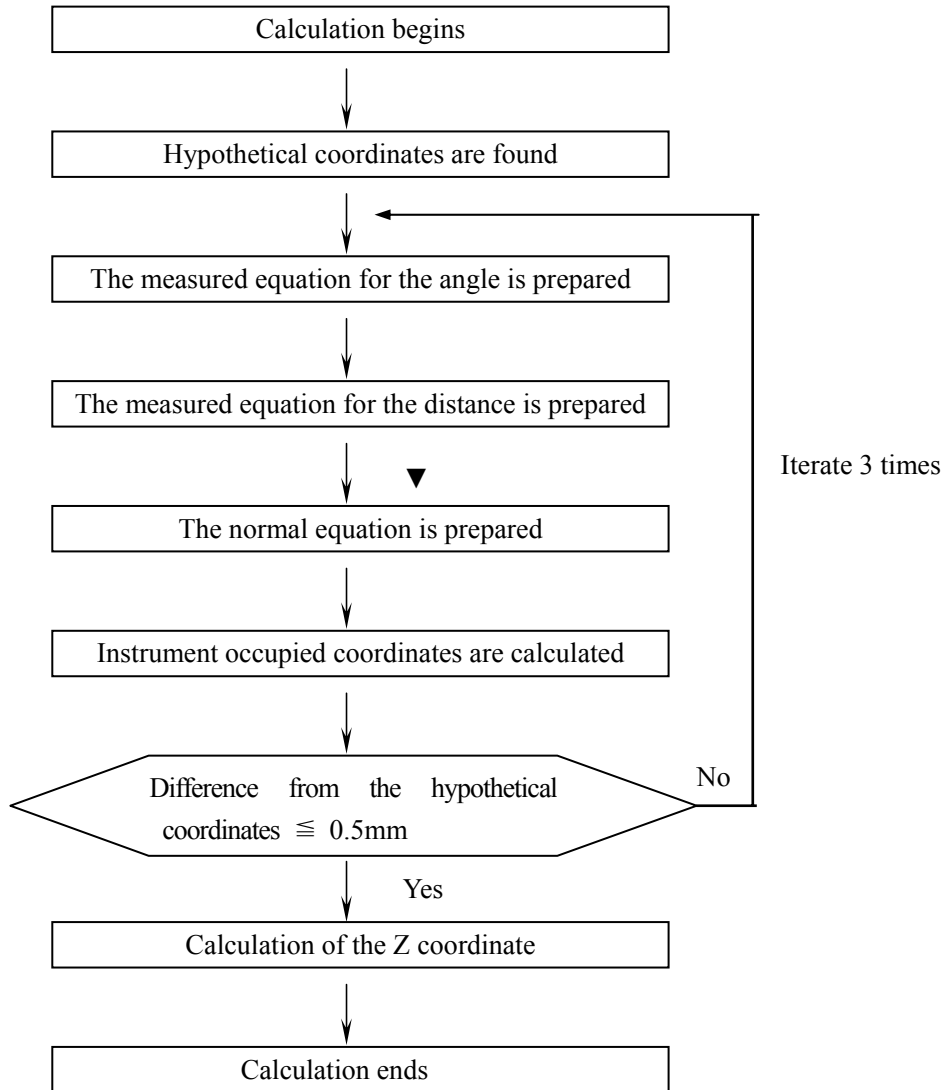 Calculation begins
Hypothetical coordinates are found
The measured equation for the angle is prepared
The measured equation for the distance is prepared
Iterate 3 times
The normal equation is prepared
Instrument occupied coordinates are calculated
Difference from the hypothetical
coordinates ≦ 0.5mm
No
Yes
Calculation of the Z coordinate
Calculation ends